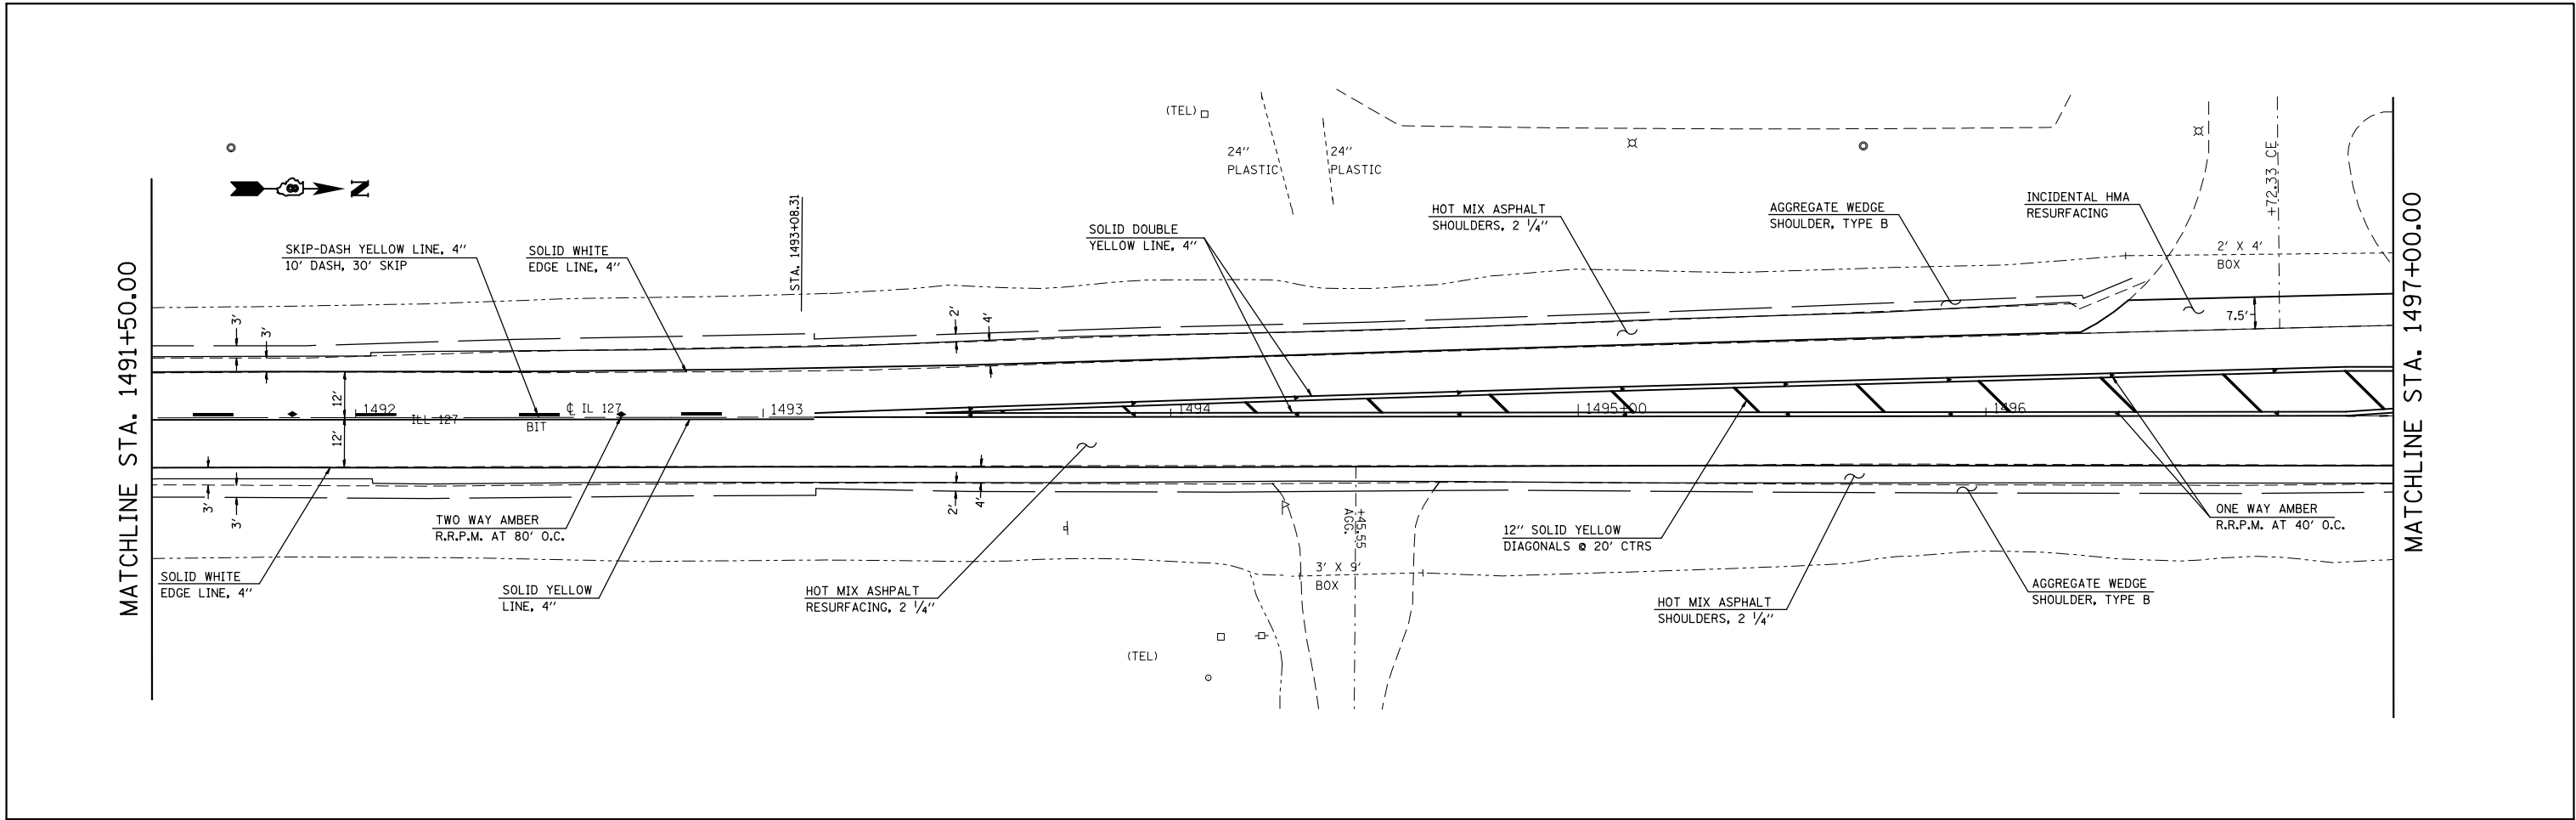 (TEL)
24"
PLASTIC
24"
PLASTIC
N
MATCHLINE STA. 1491+50.00
STA. 1493+08.31
SKIP-DASH YELLOW LINE, 4"
10' DASH, 30' SKIP
SOLID WHITE
EDGE LINE, 4"
SOLID DOUBLE
YELLOW LINE, 4"
HOT MIX ASPHALT
SHOULDERS, 2 1/4"
AGGREGATE WEDGE
SHOULDER, TYPE B
INCIDENTAL HMA
RESURFACING
+72.33 CE
2' X 4'
BOX
MATCHLINE STA. 1497+00.00
3'
3'
2'
4'
7.5'
12'
12'
1492
ILL 127
℄ IL 127
BIT
1493
1494
1495+00
1496
3'
3'
2'
4'
TWO WAY AMBER
R.R.P.M. AT 80' O.C.
+45.55
AGG.
12" SOLID YELLOW
DIAGONALS @ 20' CTRS
ONE WAY AMBER
R.R.P.M. AT 40' O.C.
SOLID WHITE
EDGE LINE, 4"
SOLID YELLOW
LINE, 4"
HOT MIX ASHPALT
RESURFACING, 2 1/4"
3' X 9'
BOX
HOT MIX ASPHALT
SHOULDERS, 2 1/4"
AGGREGATE WEDGE
SHOULDER, TYPE B
(TEL)